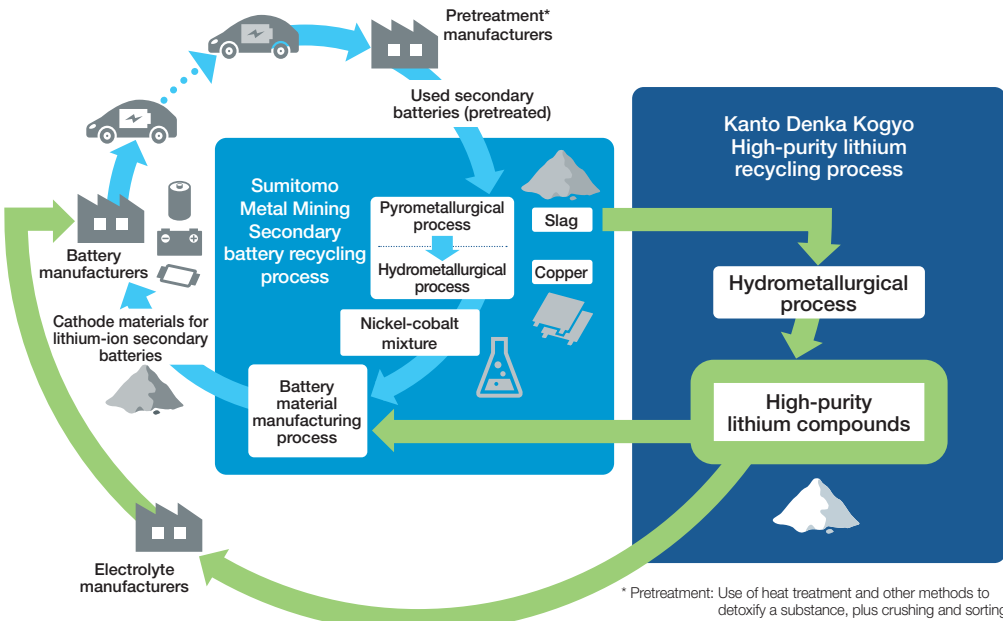 Pretreatment*
manufacturers
Used secondary
batteries (pretreated)
Kanto Denka Kogyo
High-purity lithium
recycling process
Sumitomo
Metal Mining
Secondary
battery recycling
process
Pyrometallurgical
process
Hydrometallurgical
process
Slag
Copper
Nickel-cobalt
mixture
Battery
material
manufacturing
process
Hydrometallurgical
process
High-purity
lithium compounds
Battery
manufacturers
Cathode materials for
lithium-ion secondary
batteries
Electrolyte
manufacturers
* Pretreatment: Use of heat treatment and other methods to
detoxify a substance, plus crushing and sorting